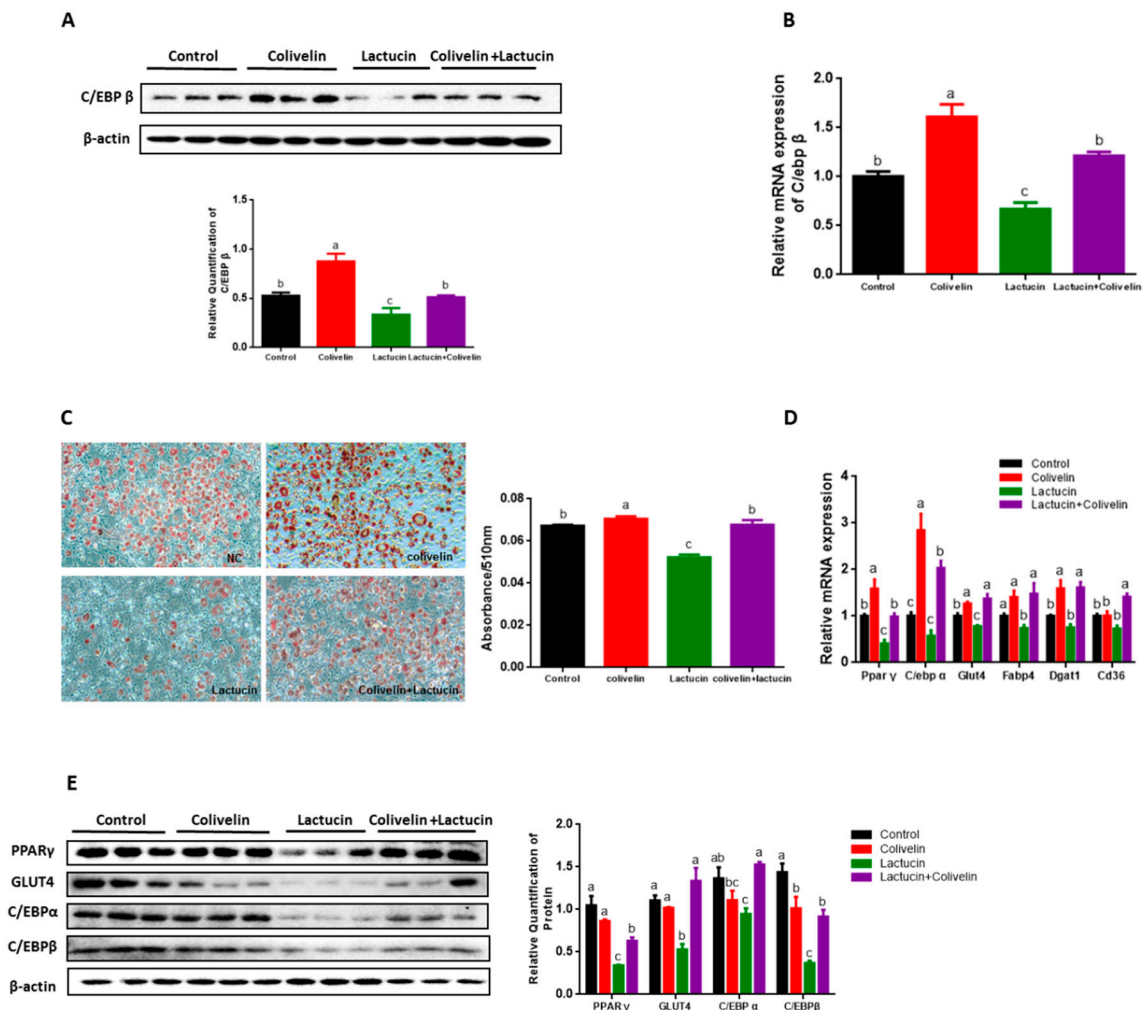 A
Control Colivelin Lactucin Colivelin +Lactucin
C/EBP β
β-actin
Relative Quantification of
C/EBP β
1.5
1.0
0.5
0.0
b a c b
Control Colivelin Lactucin Lactucin+Colivelin
B
Relative mRNA expression
of C/ebp β
2.0
1.5
1.0
0.5
0.0
b a c b
Control Colivelin Lactucin Lactucin+Colivelin
C
NC
colivelin
Lactucin
Colivelin+Lactucin
Absorbance/510nm
0.08
0.06
0.04
0.02
0.00
b a c b
Control colivelin Lactucin colivelin+lactucin
D
Control
Colivelin
Lactucin
Lactucin+Colivelin
Relative mRNA expression
4
3
2
1
0
b a c b c a c b b a c a b a c a b a c a b b c a
Ppar γ C/ebp α Glut4 Fabp4 Dgat1 Cd36
E
Control Colivelin Lactucin Colivelin +Lactucin
PPARγ
GLUT4
C/EBPα
C/EBPβ
β-actin
Relative Quantification of
Protein
2.0
1.5
1.0
0.5
0.0
a a c b a a b a ab bc c a a b c b
PPAR γ GLUT4 C/EBP α C/EBPβ
Control
Colivelin
Lactucin
Lactucin+Colivelin